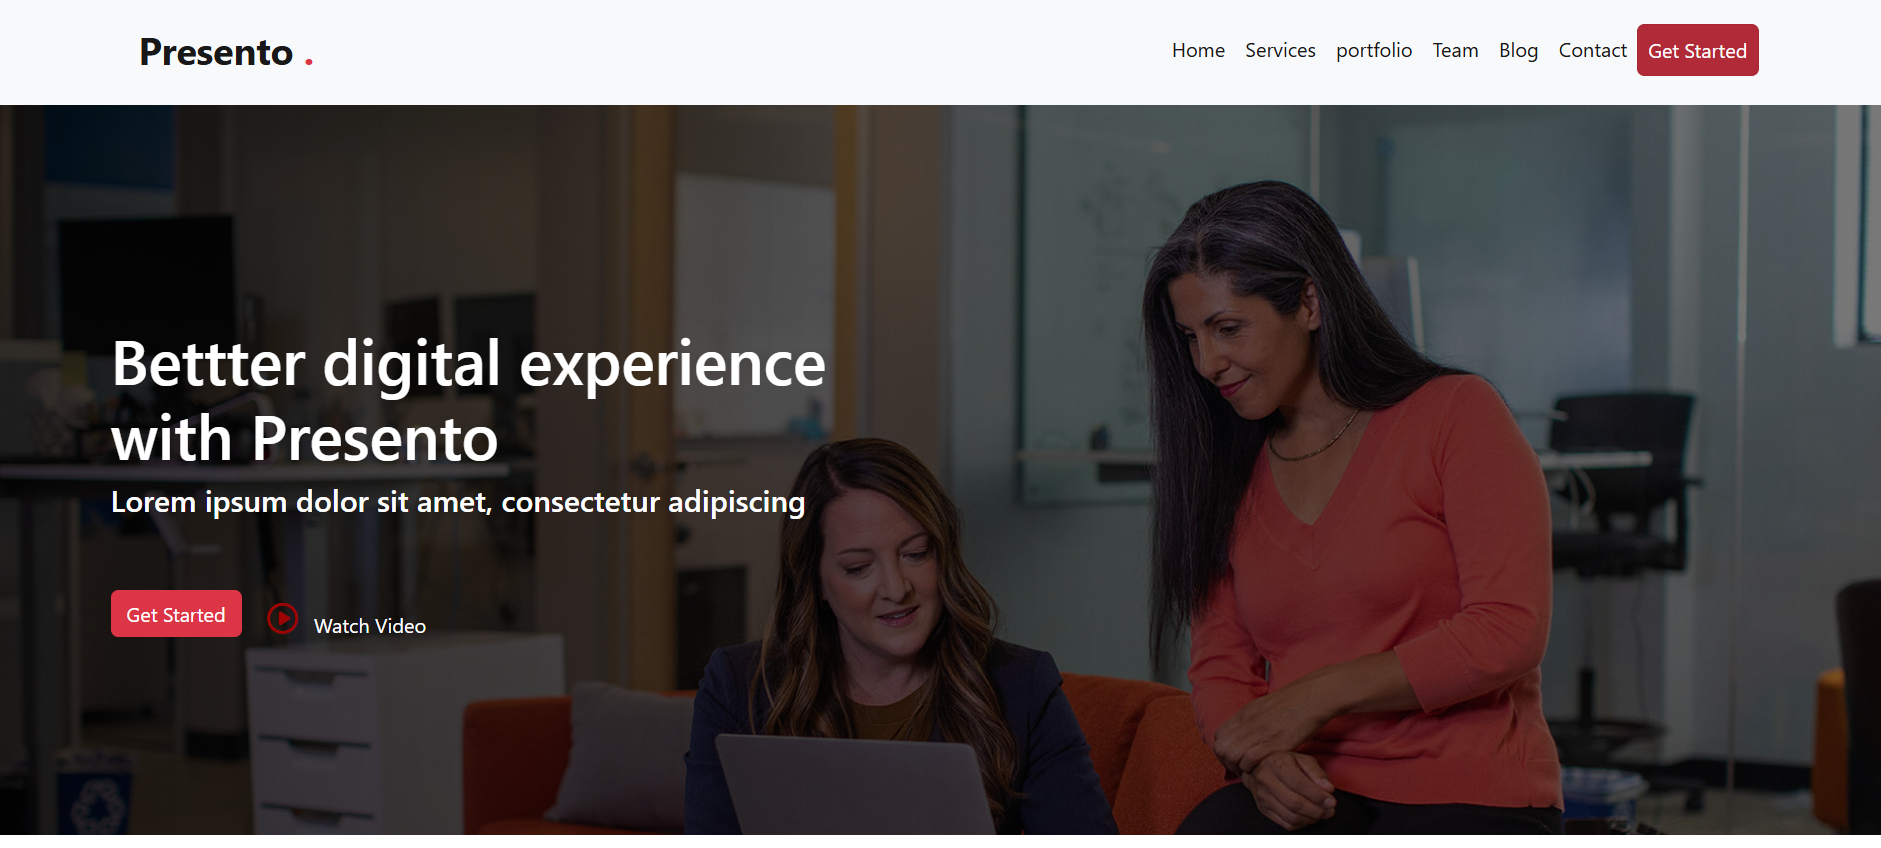 Presento .
Home Services portfolio Team Blog Contact Get Started
Bettter digital experience
with Presento
Lorem ipsum dolor sit amet, consectetur adipiscing
Get Started Watch Video